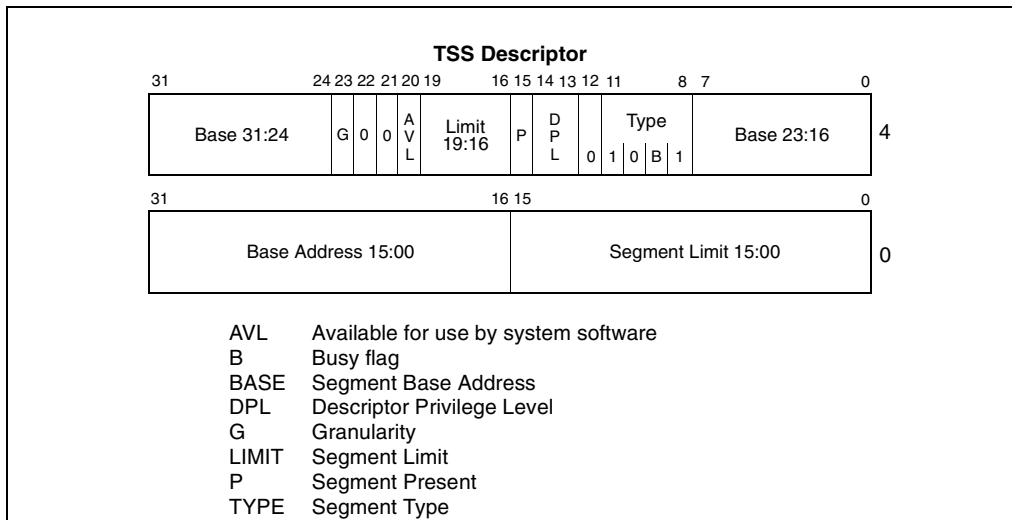 TSS Descriptor
31 24 23 22 21 20 19 16 15 14 13 12 11 8 7 0
Base 31:24 G 0 0 AVL Limit 19:16 P DPL 0 Type 1 0 B 1 Base 23:16 4
31 16 15 0
Base Address 15:00 Segment Limit 15:00 0
AVL Available for use by system software
B Busy flag
BASE Segment Base Address
DPL Descriptor Privilege Level
G Granularity
LIMIT Segment Limit
P Segment Present
TYPE Segment Type